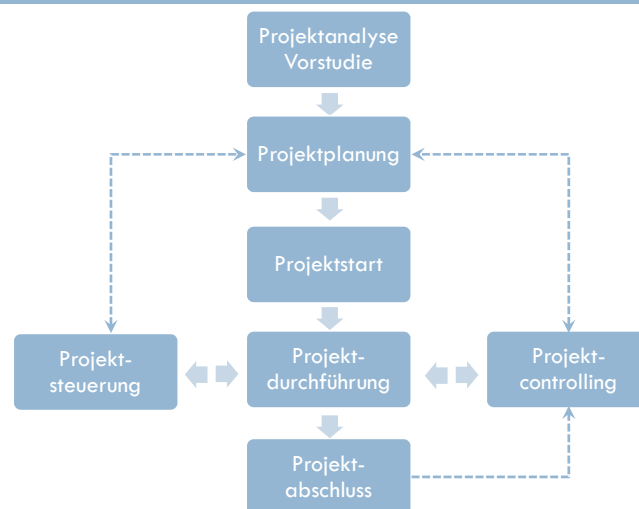 Projektanalyse
Vorstudie
Projektplanung
Projektstart
Projekt-
steuerung
Projekt-
durchführung
Projekt-
controlling
Projekt-
abschluss